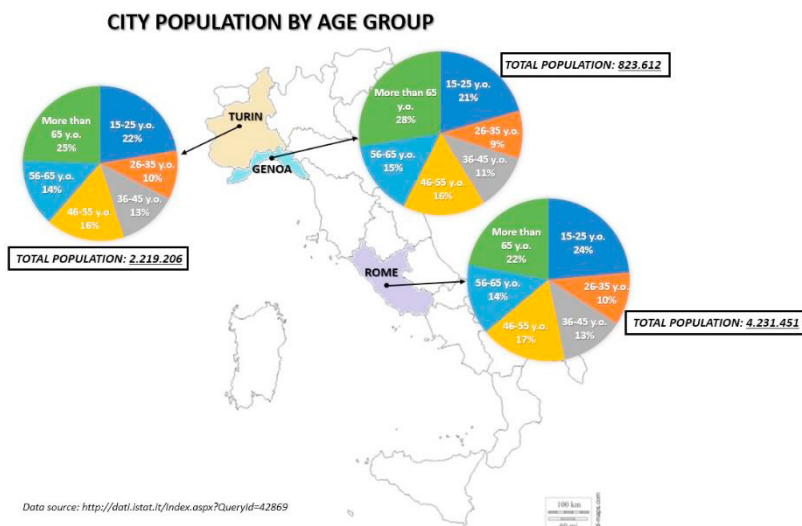 CITY POPULATION BY AGE GROUP
TOTAL POPULATION: 823.612
More than 65
y.o.
28%
15-25 y.o.
21%
26-35 y.o.
9%
36-45 y.o.
11%
46-55 y.o.
16%
56-65 y.o.
15%
TURIN
GENOA
More than
65 y.o.
25%
15-25 y.o.
22%
26-35 y.o.
10%
36-45 y.o.
13%
46-55 y.o.
16%
56-65 y.o.
14%
TOTAL POPULATION: 2.219.206
ROME
More than
65 y.o.
22%
15-25 y.o.
24%
26-35 y.o.
10%
36-45 y.o.
13%
46-55 y.o.
17%
56-65 y.o.
14%
TOTAL POPULATION: 4.231.451
Data source: http://dati.istat.it/Index.aspx?QueryId=42869
100 km